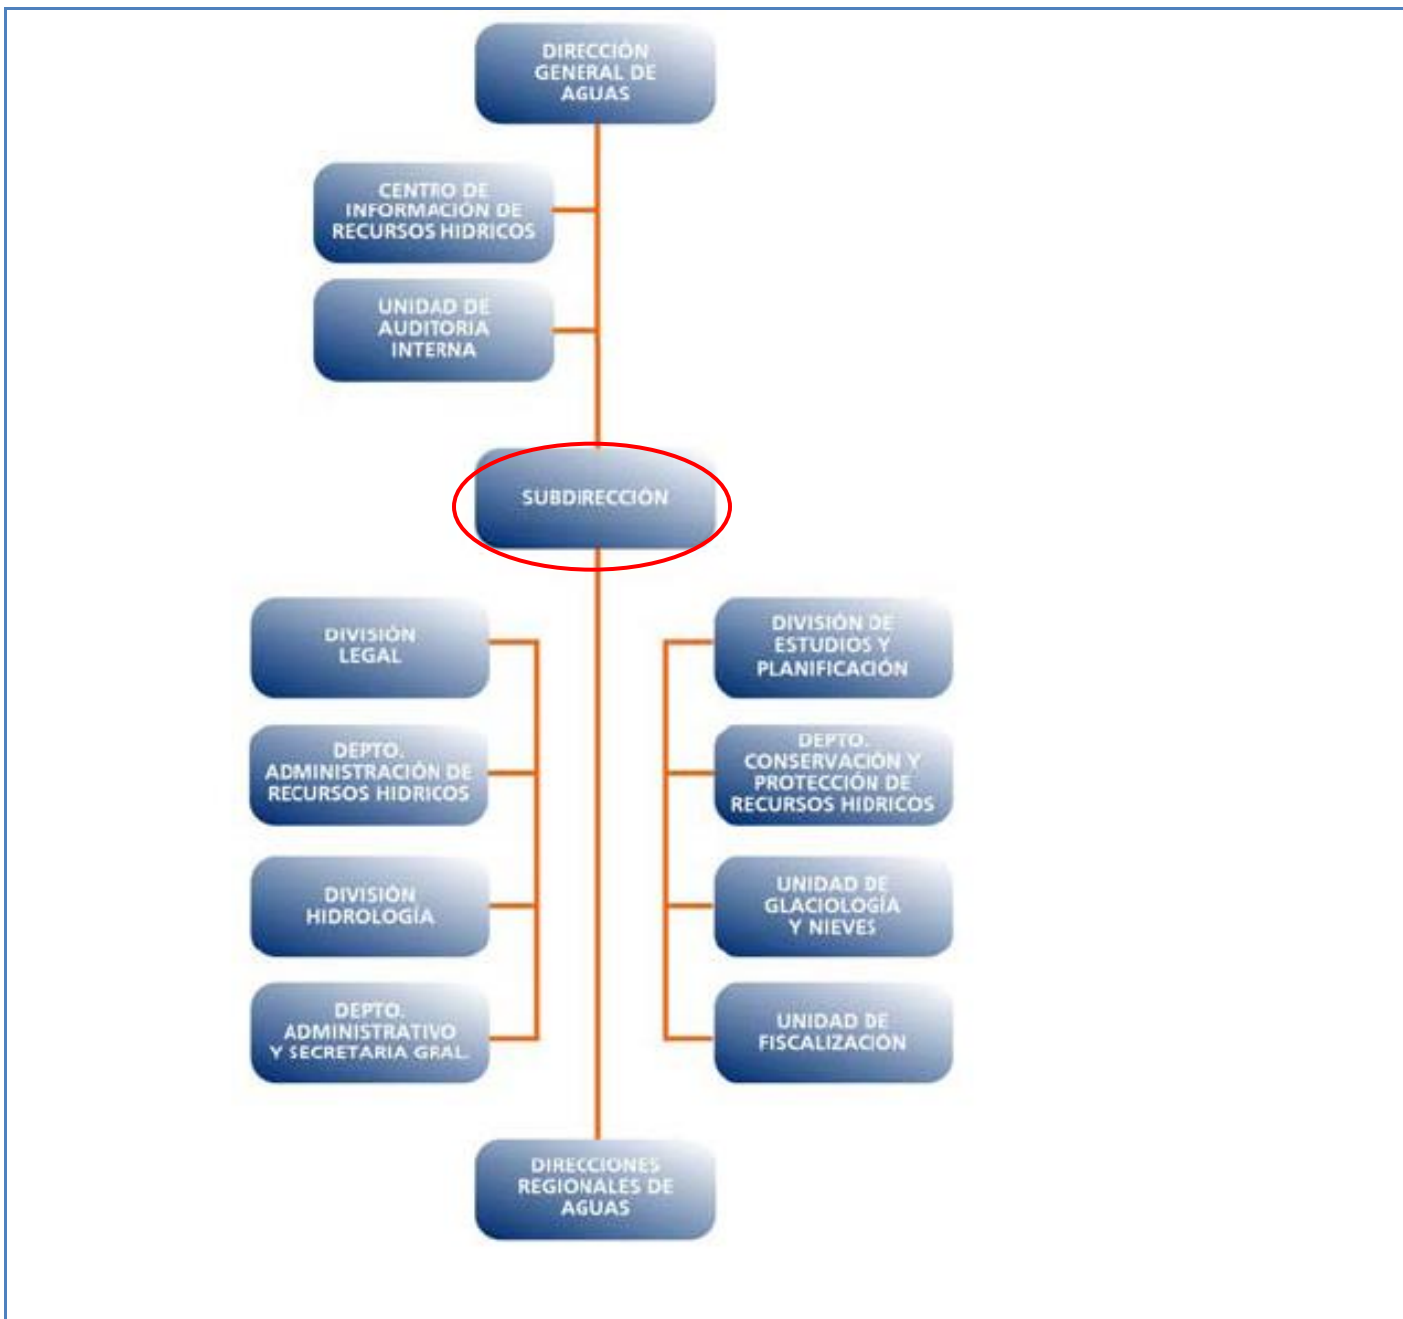 DIRECCIÓN
GENERAL DE
AGUAS
CENTRO DE
INFORMACIÓN DE
RECURSOS HIDRICOS
UNIDAD DE
AUDITORIA
INTERNA
SUBDIRECCIÓN
DIVISIÓN
LEGAL
DEPTO.
ADMINISTRACIÓN DE
RECURSOS HIDRICOS
DIVISIÓN
HIDROLOGÍA
DEPTO.
ADMINISTRATIVO
Y SECRETARIA GRAL.
DIVISIÓN DE
ESTUDIOS Y
PLANIFICACIÓN
DEPTO.
CONSERVACIÓN Y
PROTECCIÓN DE
RECURSOS HIDRICOS
UNIDAD DE
GLACIOLOGÍA
Y NIEVES
UNIDAD DE
FISCALIZACION
DIRECCIONES
REGIONALES DE
AGUAS